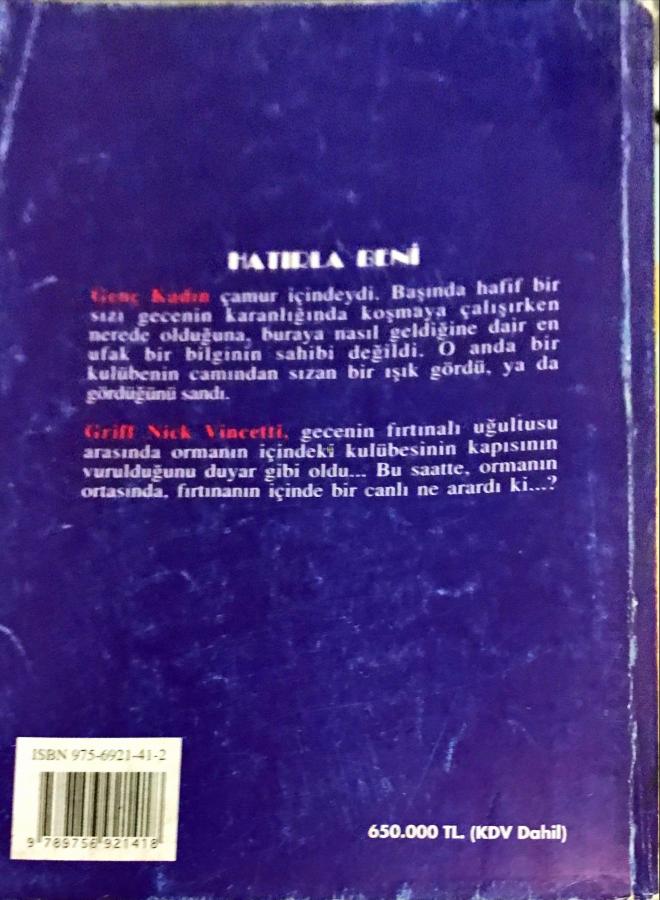 HATIRLA BENİ
Genç Kadın çamur içindeydi. Başında hafif bir
sızı gecenin karanlığında koşmaya çalışırken
nerede olduğuna, buraya nasıl geldiğine dair en
ufak bir bilginin sahibi değildi. O anda bir
kulübenin camından sızan bir ışık gördü, ya da
gördüğünü sandı.
Griff Nick Vincetti, gecenin fırtınalı uğultusu
arasında ormanın içindeki kulübesinin kapısının
vurulduğunu duyar gibi oldu... Bu saatte, ormanın
ortasında, fırtınanın içinde bir canlı ne arardı ki...?
ISBN 975-6921-41-2
9 789756 921418
650.000 TL. (KDV Dahil)